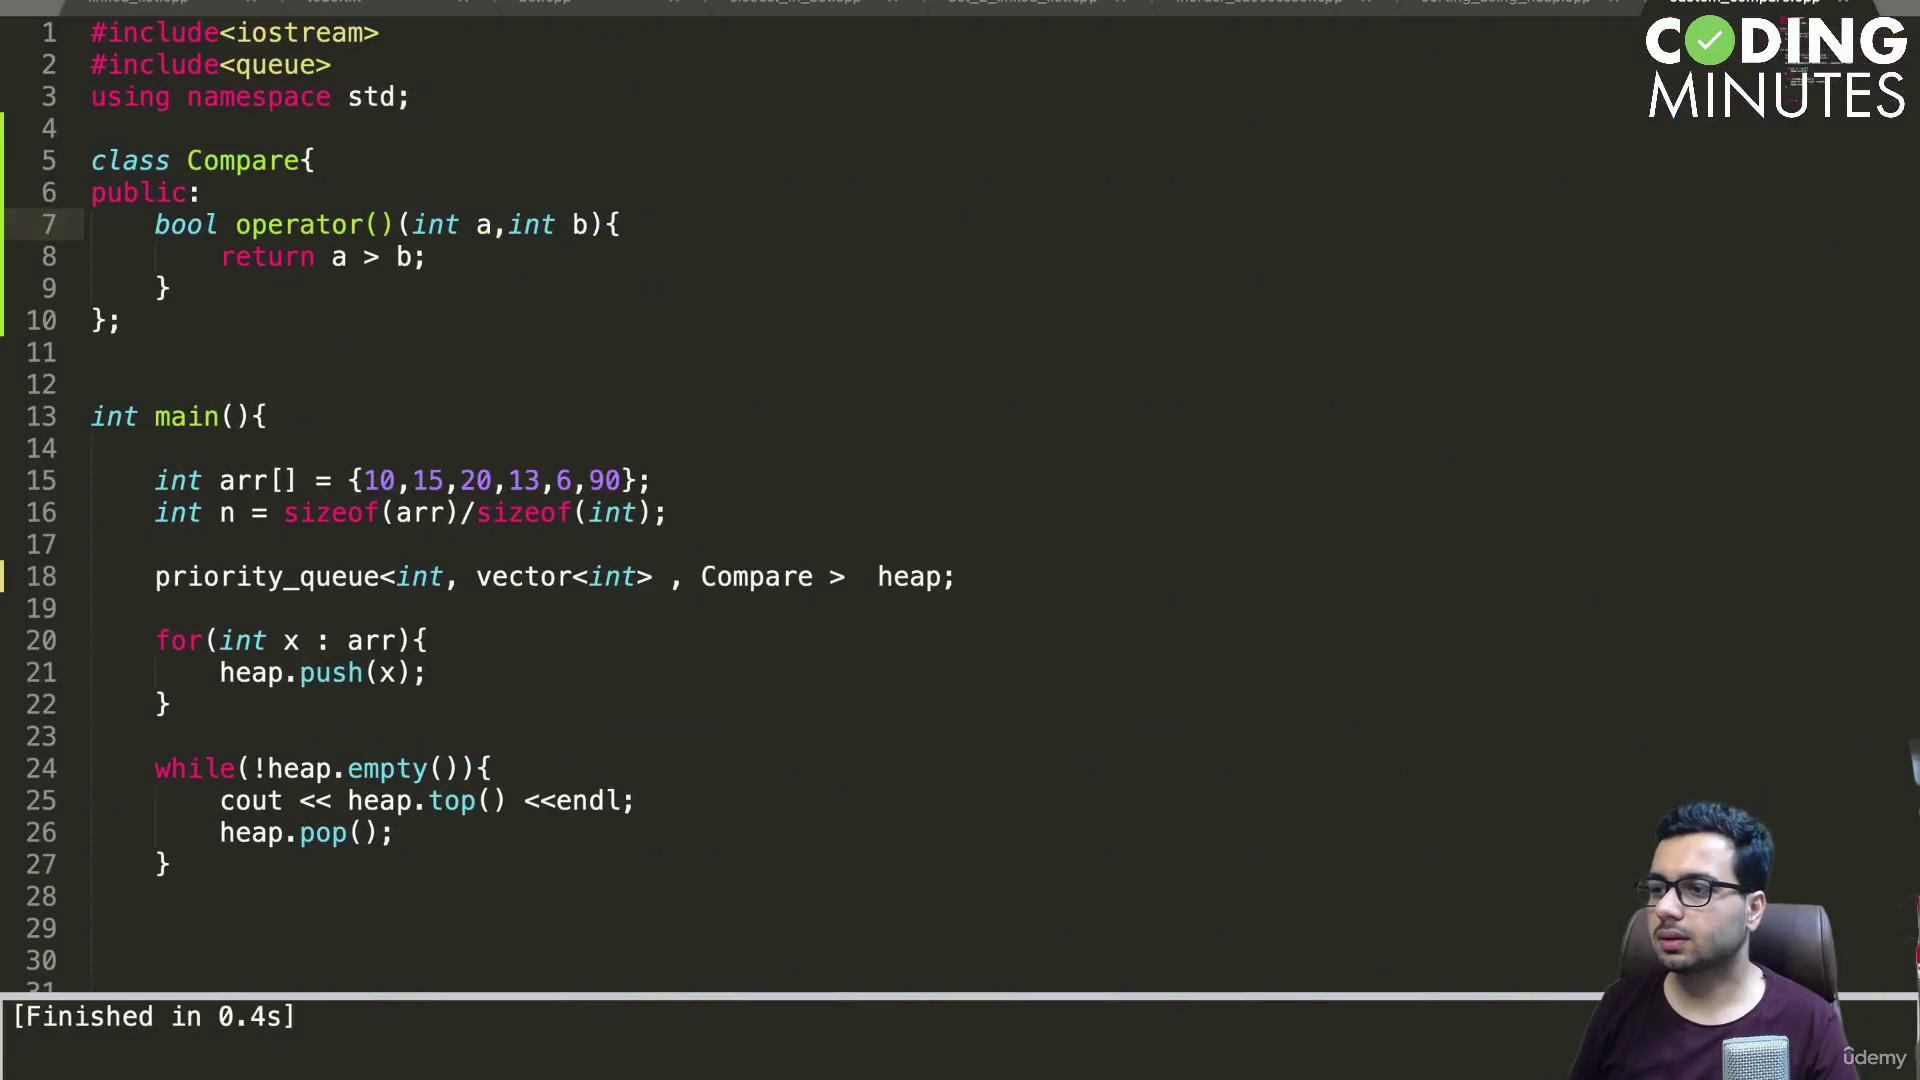 custom_compare.cpp
CODING
MINUTES
1 #include<iostream>
2 #include<queue>
3 using namespace std;
4
5 class Compare{
6 public:
7 bool operator()(int a,int b){
8 return a > b;
9 }
10 };
11
12
13 int main(){
14
15 int arr[] = {10,15,20,13,6,90};
16 int n = sizeof(arr)/sizeof(int);
17
18 priority_queue<int, vector<int> , Compare >  heap;
19
20 for(int x : arr){
21 heap.push(x);
22 }
23
24 while(!heap.empty()){
25 cout << heap.top() <<endl;
26 heap.pop();
27 }
28
29
30
31
[Finished in 0.4s]
ûdemy